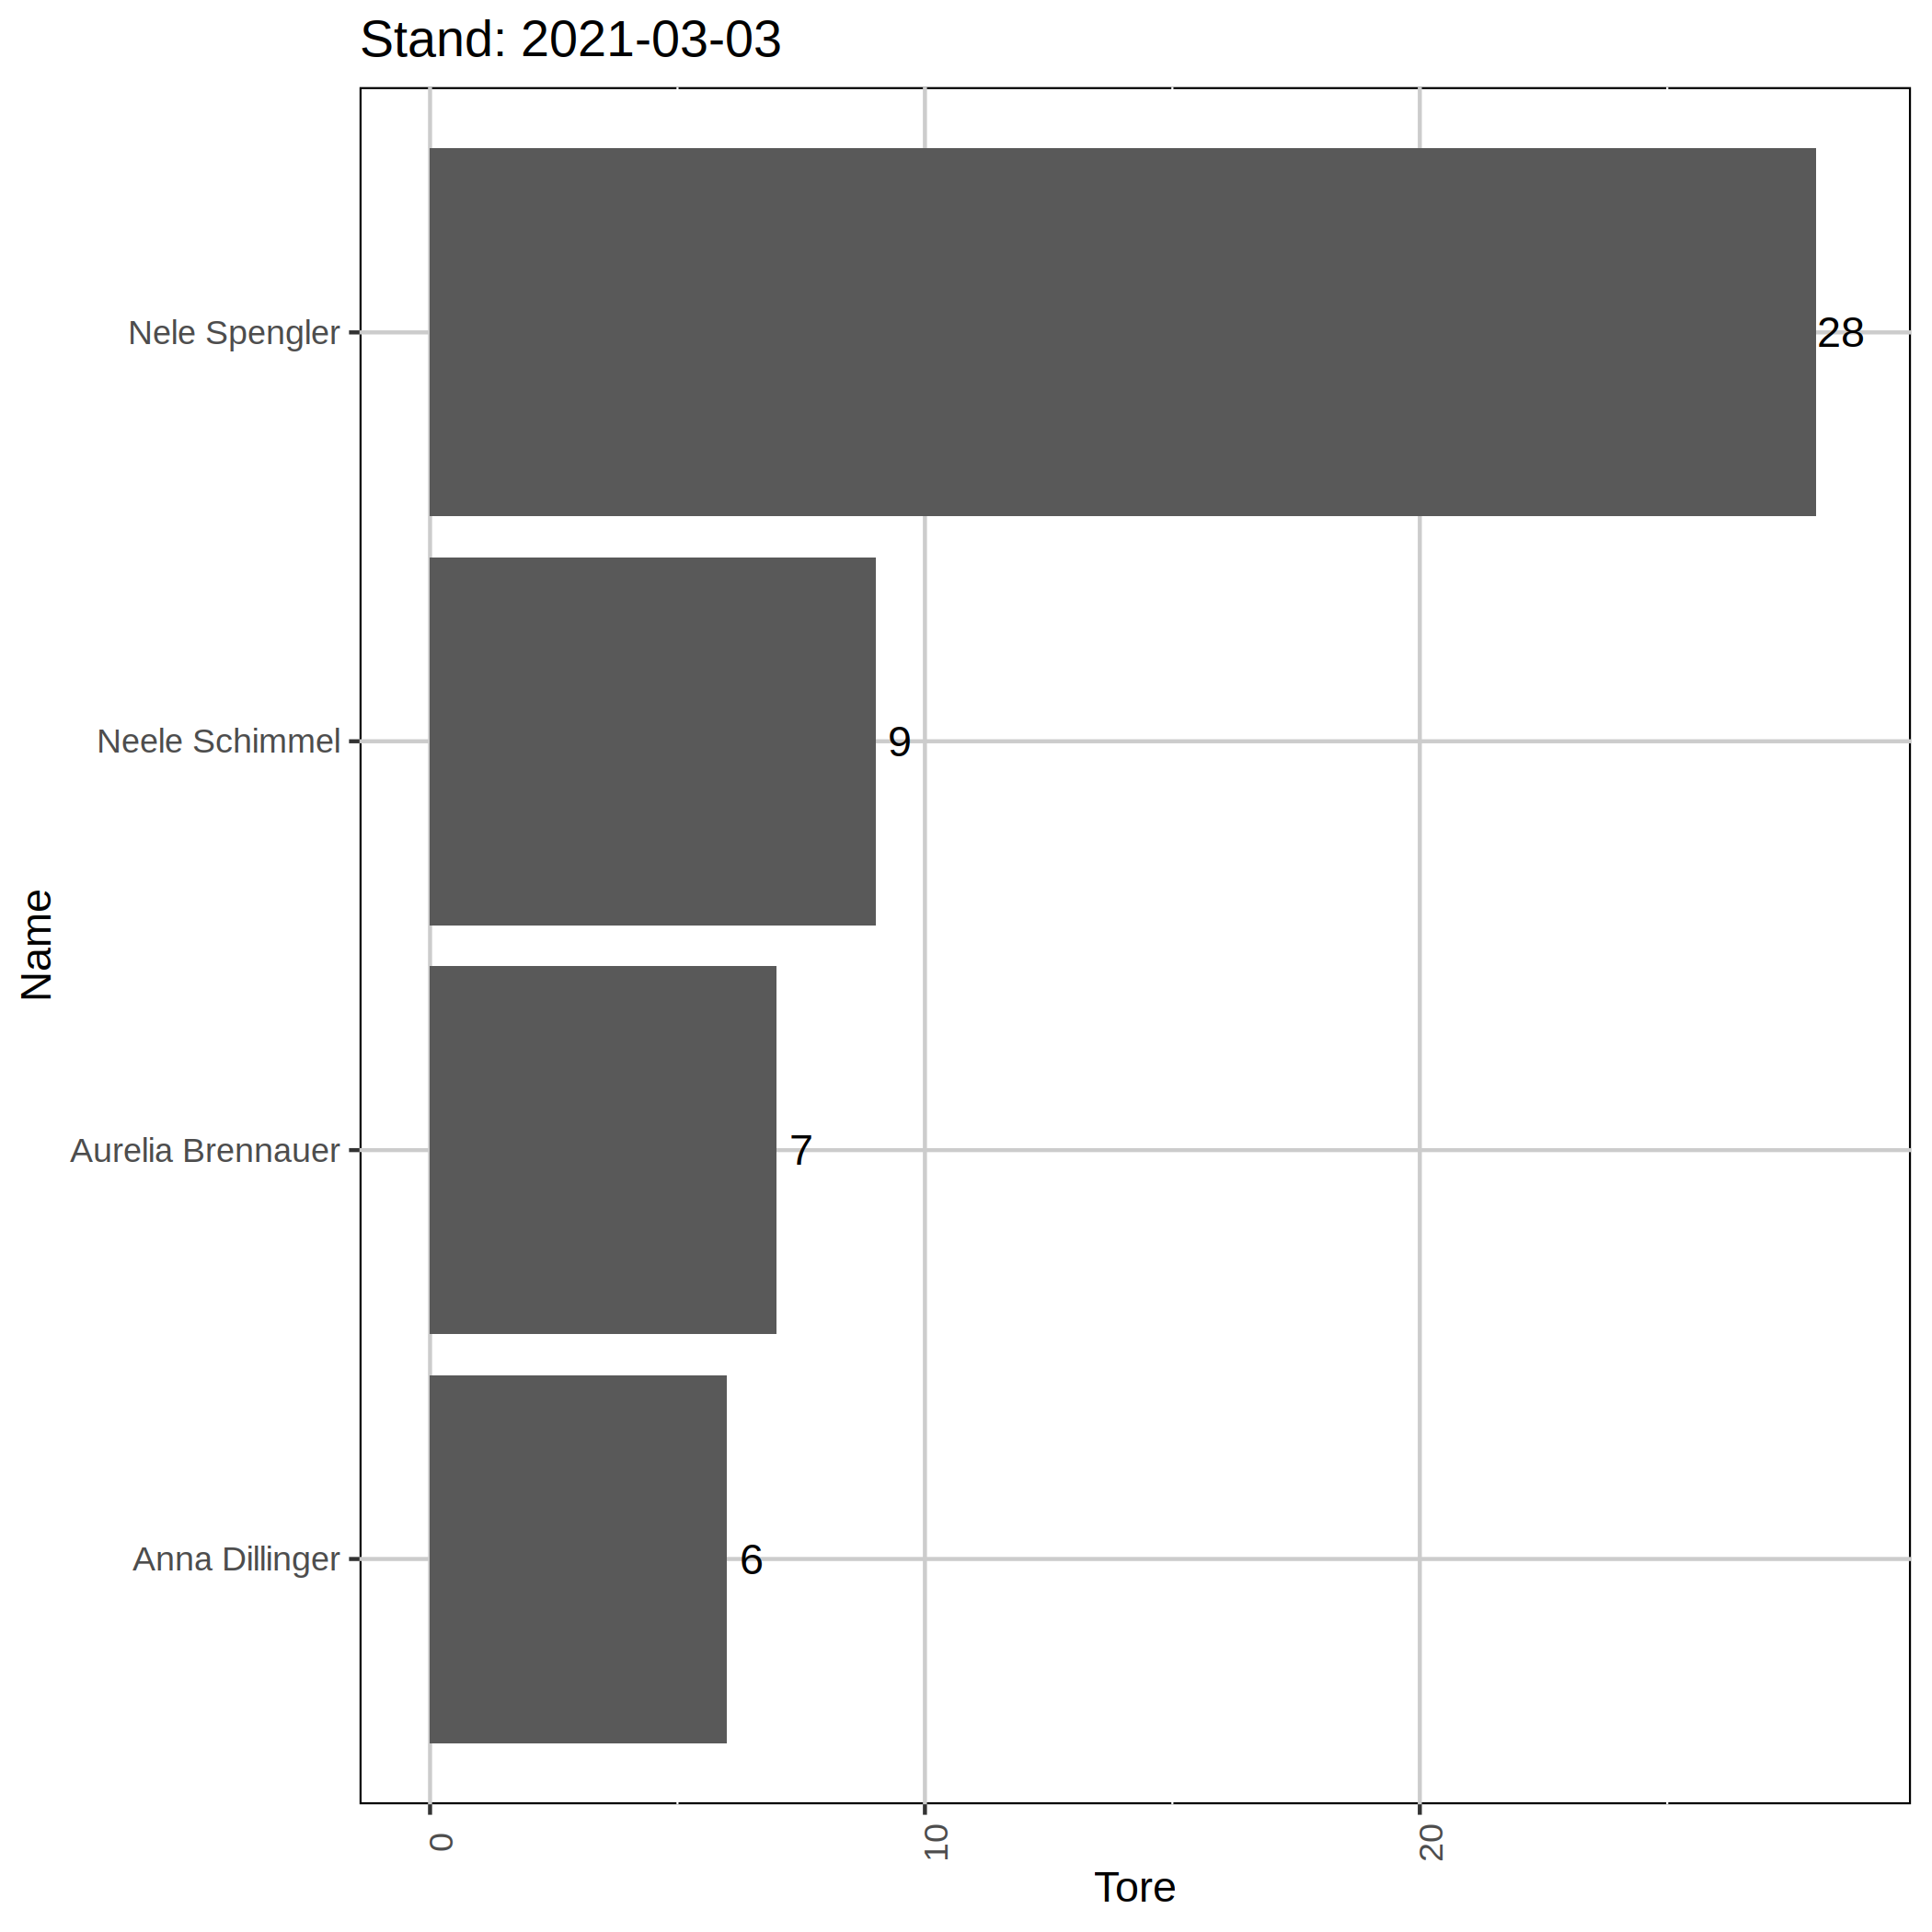 Stand: 2021-03-03
Nele Spengler
28
Neele Schimmel
9
Name
Aurelia Brennauer
7
Anna Dillinger
6
0
10
20
Tore